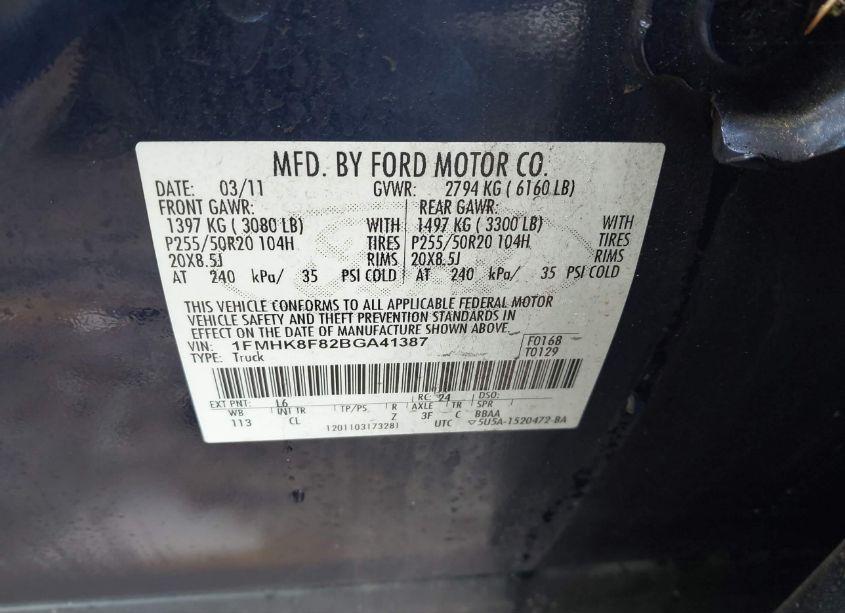 MFD. BY FORD MOTOR CO.
DATE: 03/11 GVWR: 2794 KG ( 6160 LB)
FRONT GAWR: REAR GAWR:
1397 KG ( 3080 LB) WITH 1497 KG ( 3300 LB) WITH
P255/50R20 104H TIRES P255/50R20 104H TIRES
20X8.5J RIMS 20X8.5J RIMS
AT 240 kPa/ 35 PSI COLD AT 240 kPa/ 35 PSI COLD
THIS VEHICLE CONFORMS TO ALL APPLICABLE FEDERAL MOTOR
VEHICLE SAFETY AND THEFT PREVENTION STANDARDS IN
EFFECT ON THE DATE OF MANUFACTURE SHOWN ABOVE.
VIN: 1FMHK8F82BGA41387 F0168
TYPE: Truck T0129
EXT PNT: L6 RC: 24 DSO:
WB INT TR TP/PS R AXLE TR SPR
113 CL Z 3F C BBAA
1201103173281 UTC ▽5U5A-1520472-BA